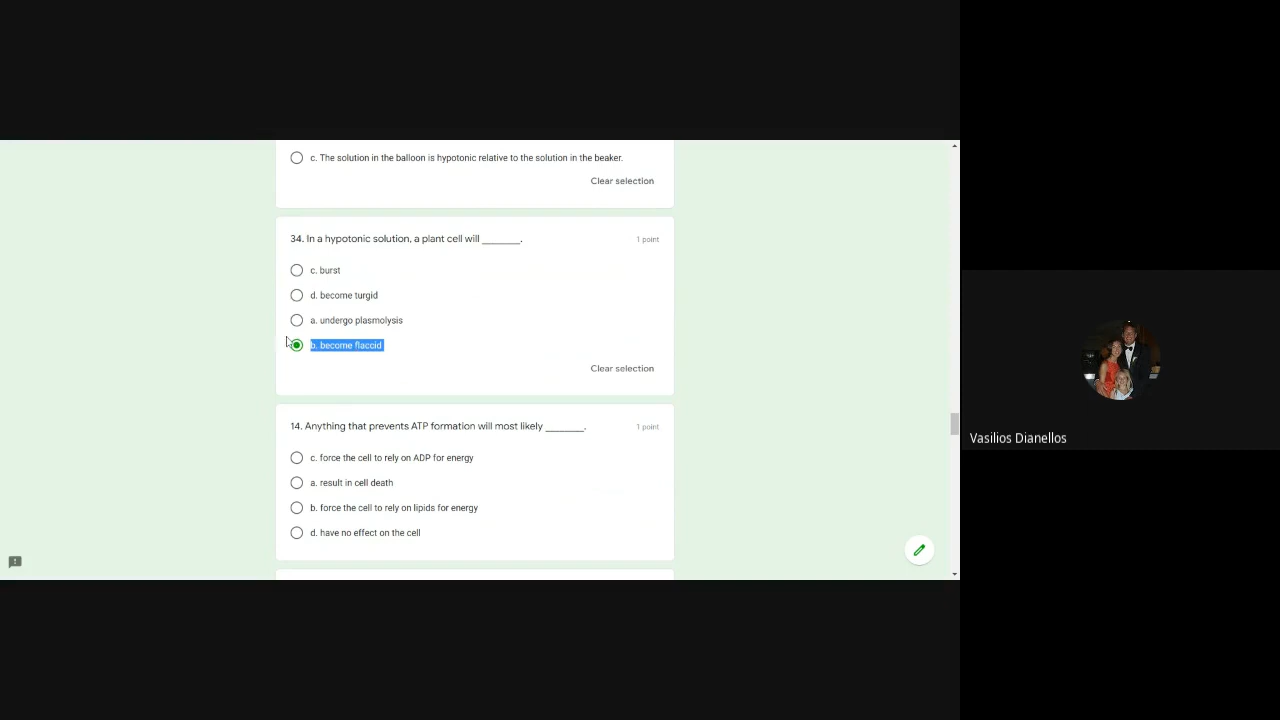 c. The solution in the balloon is hypotonic relative to the solution in the beaker.
Clear selection
34. In a hypotonic solution, a plant cell will _______.
1 point
c. burst
d. become turgid
a. undergo plasmolysis
b. become flaccid
Clear selection
14. Anything that prevents ATP formation will most likely _______.
1 point
c. force the cell to rely on ADP for energy
a. result in cell death
b. force the cell to rely on lipids for energy
d. have no effect on the cell
Vasilios Dianellos